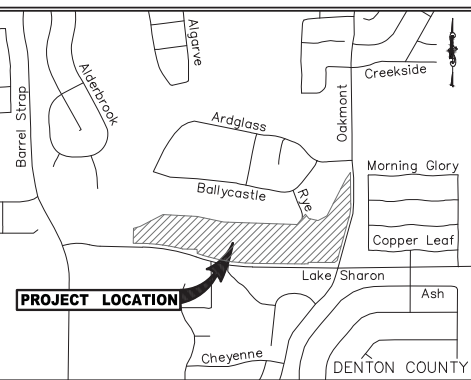 Algarve
Creekside
Alderbrook
Barrel Strap
Oakmont
Ardglass
Morning Glory
Ballycastle
Rye
Copper Leaf
Lake Sharon
PROJECT LOCATION
Ash
Cheyenne
DENTON COUNTY